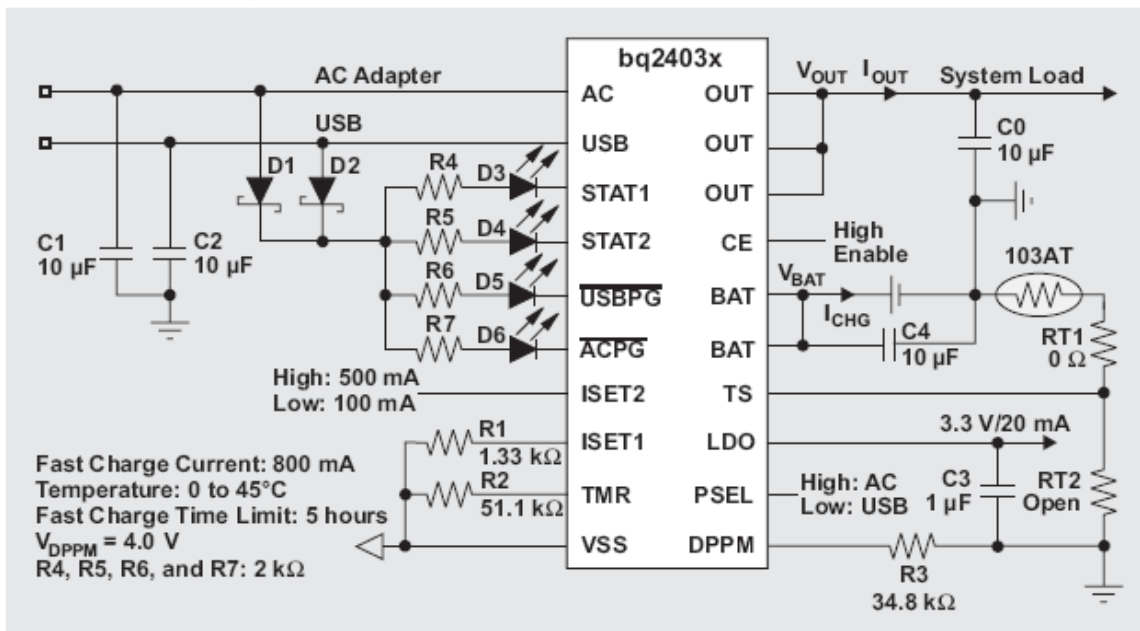 bq2403x
AC Adapter
USB
AC
USB
STAT1
STAT2
USBPG
ACPG
ISET2
ISET1
TMR
VSS
OUT
OUT
OUT
CE
BAT
BAT
TS
LDO
PSEL
DPPM
D1
D2
C1
10 µF
C2
10 µF
R4
D3
R5
D4
R6
D5
R7
D6
High: 500 mA
Low: 100 mA
R1
1.33 kΩ
R2
51.1 kΩ
Fast Charge Current: 800 mA
Temperature: 0 to 45°C
Fast Charge Time Limit: 5 hours
VDPPM = 4.0 V
R4, R5, R6, and R7: 2 kΩ
VOUT
IOUT
System Load
C0
10 µF
High
Enable
VBAT
ICHG
C4
10 µF
103AT
RT1
0 Ω
3.3 V/20 mA
High: AC
Low: USB
C3
1 µF
RT2
Open
R3
34.8 kΩ